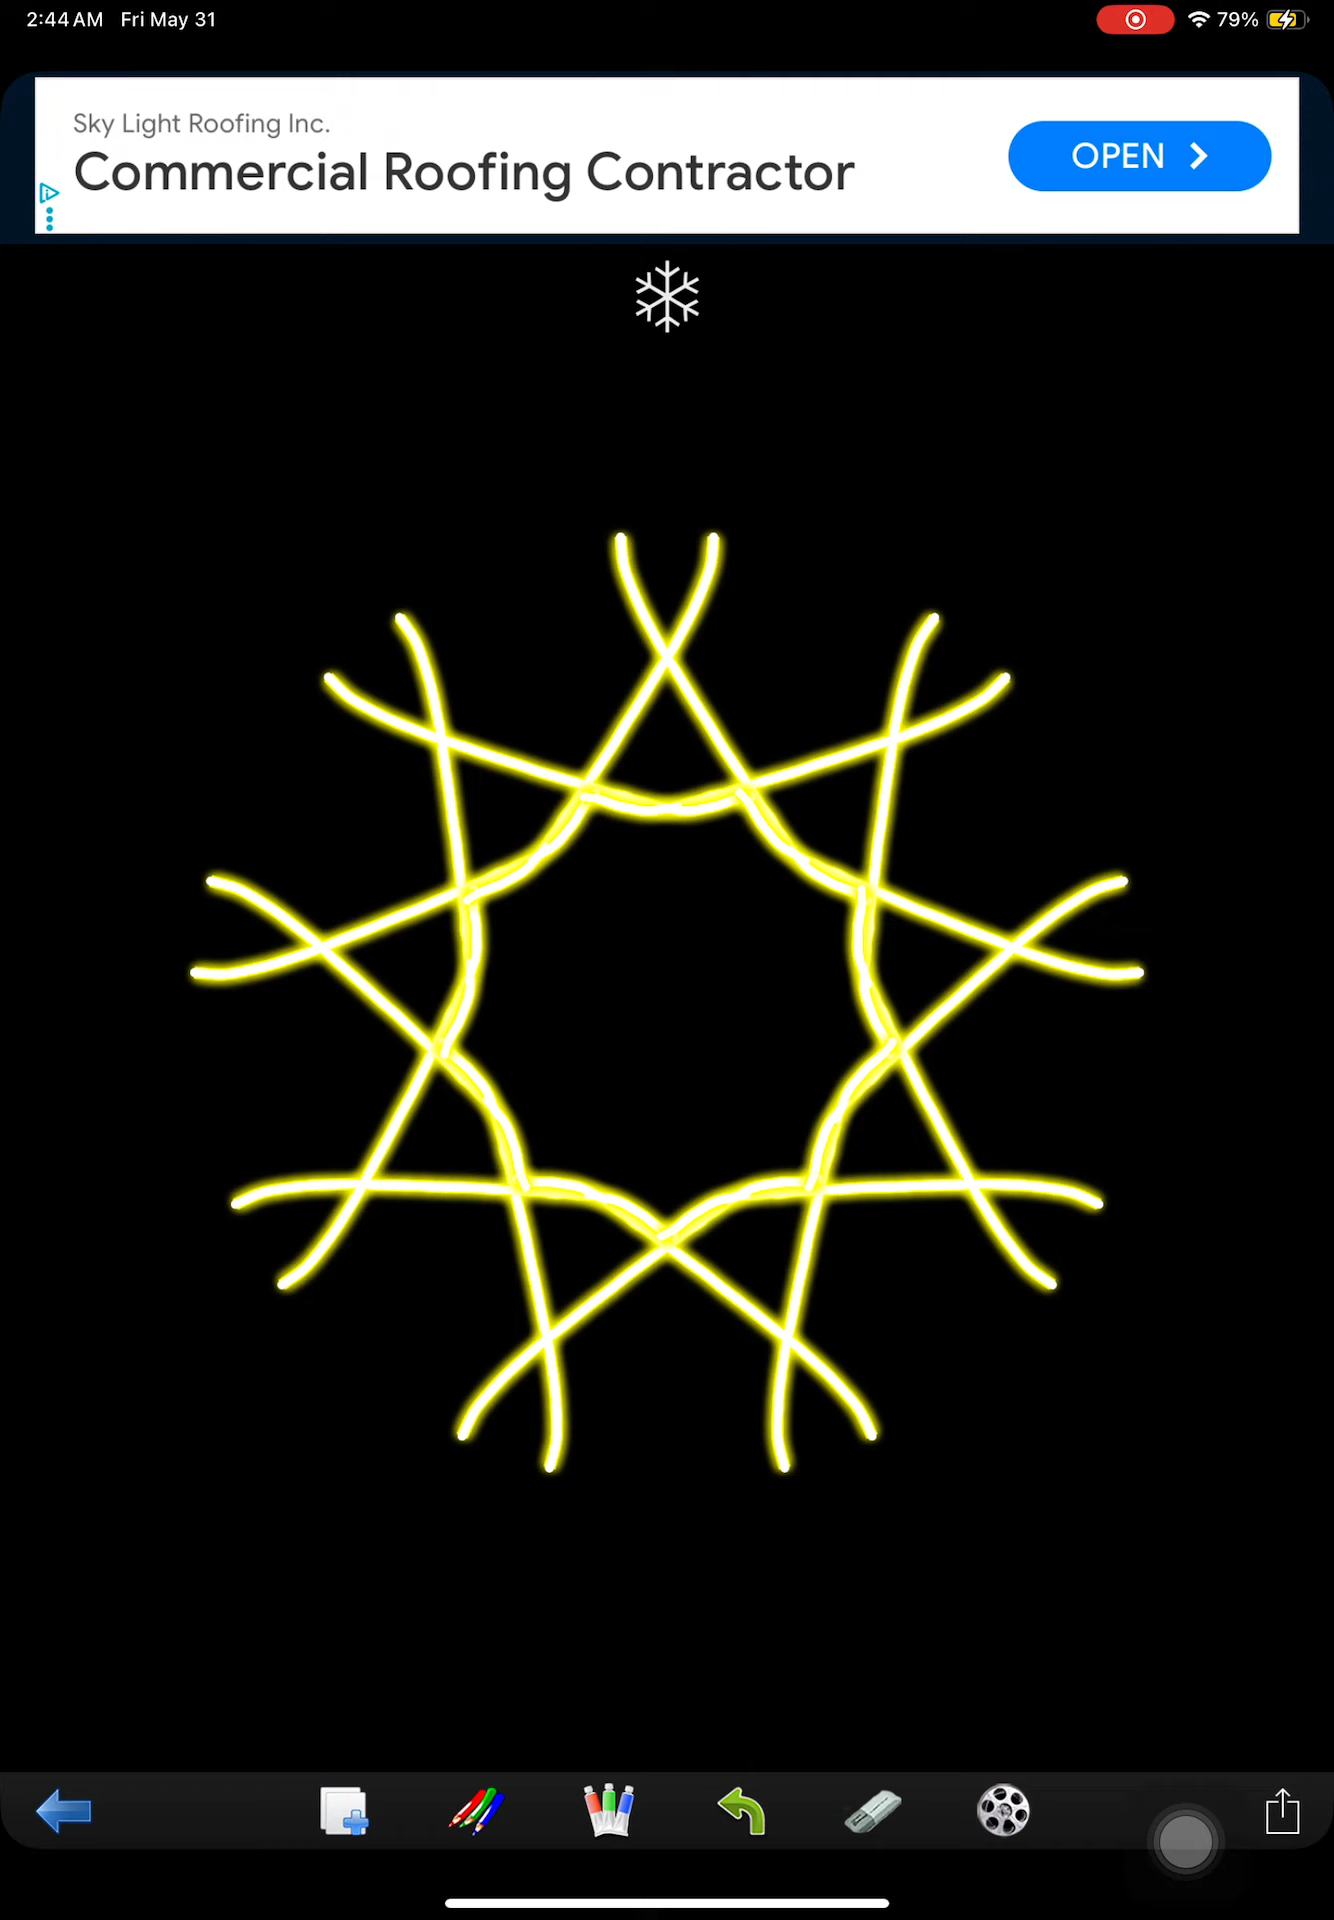 2:44 AM Fri May 31
79%
Sky Light Roofing Inc.
Commercial Roofing Contractor
OPEN